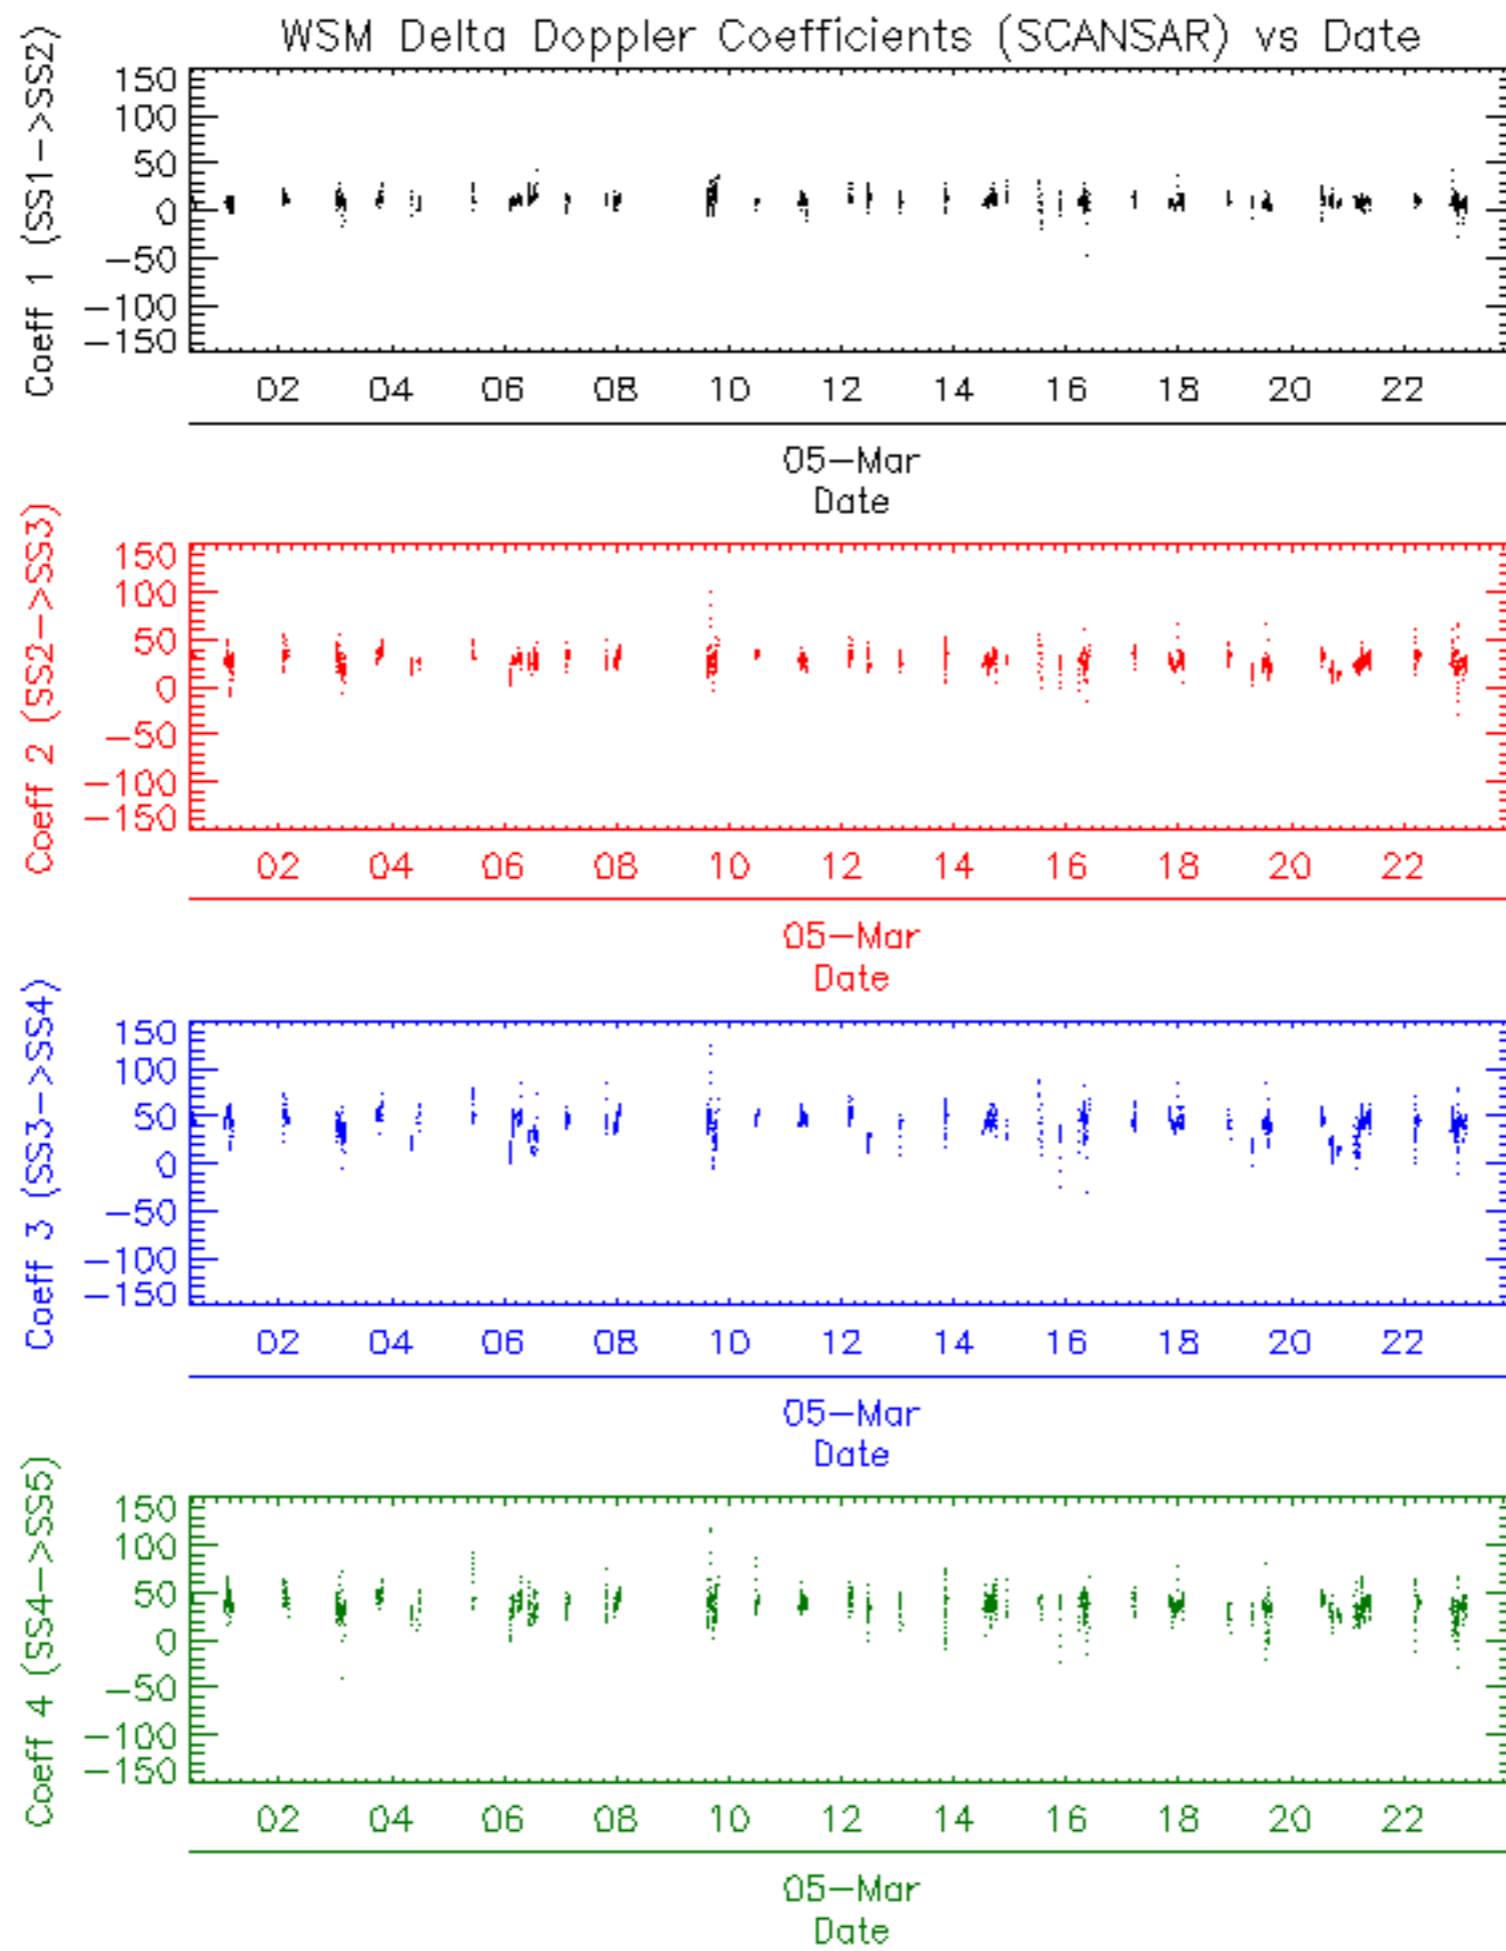 WSM Delta Doppler Coefficients (SCANSAR) vs Date
Coeff 1 (SS1->SS2)
150
100
50
0
-50
-100
-150
02 04 06 08 10 12 14 16 18 20 22
05-Mar
Date
Coeff 2 (SS2->SS3)
150
100
50
0
-50
-100
-150
02 04 06 08 10 12 14 16 18 20 22
05-Mar
Date
Coeff 3 (SS3->SS4)
150
100
50
0
-50
-100
-150
02 04 06 08 10 12 14 16 18 20 22
05-Mar
Date
Coeff 4 (SS4->SS5)
150
100
50
0
-50
-100
-150
02 04 06 08 10 12 14 16 18 20 22
05-Mar
Date